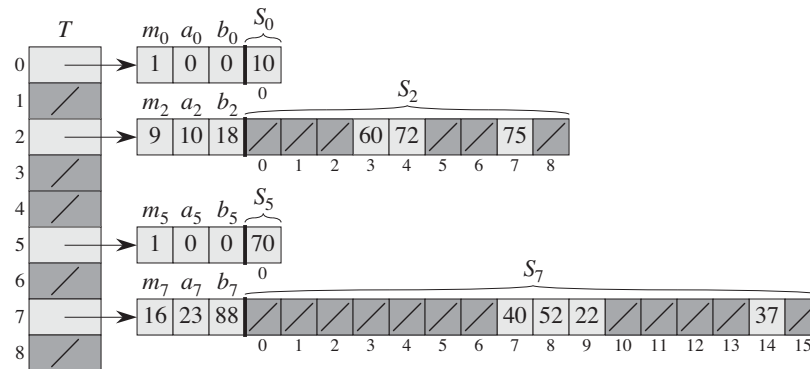 T
m₀ a₀ b₀ S₀
0 1 0 0 10
0
1
m₂ a₂ b₂ S₂
2 9 10 18 60 72 75
0 1 2 3 4 5 6 7 8
3
4
m₅ a₅ b₅ S₅
5 1 0 0 70
0
6
m₇ a₇ b₇ S₇
7 16 23 88 40 52 22 37
0 1 2 3 4 5 6 7 8 9 10 11 12 13 14 15
8